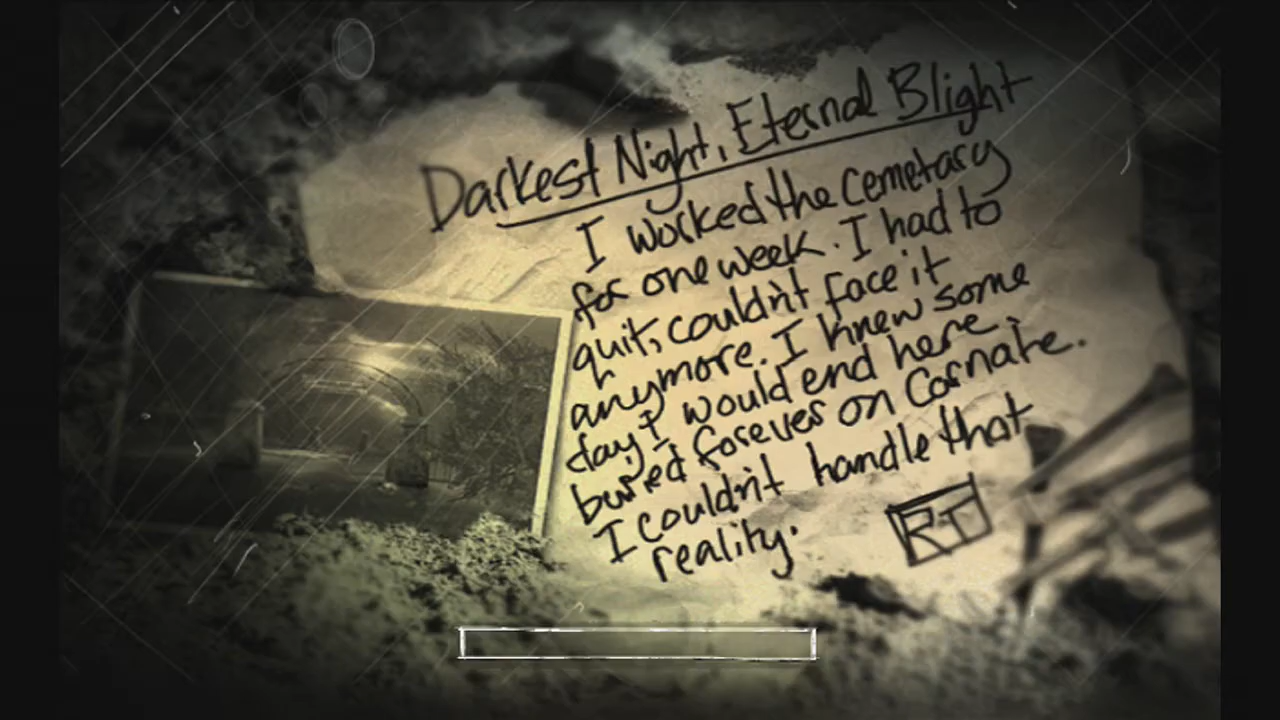 Darkest Night, Eternal Blight
I worked the Cemetary
for one week. I had to
quit, couldn't face it
anymore. I knew some
day I would end here
buried forever on Carnate.
I couldn't handle that
reality.
RT